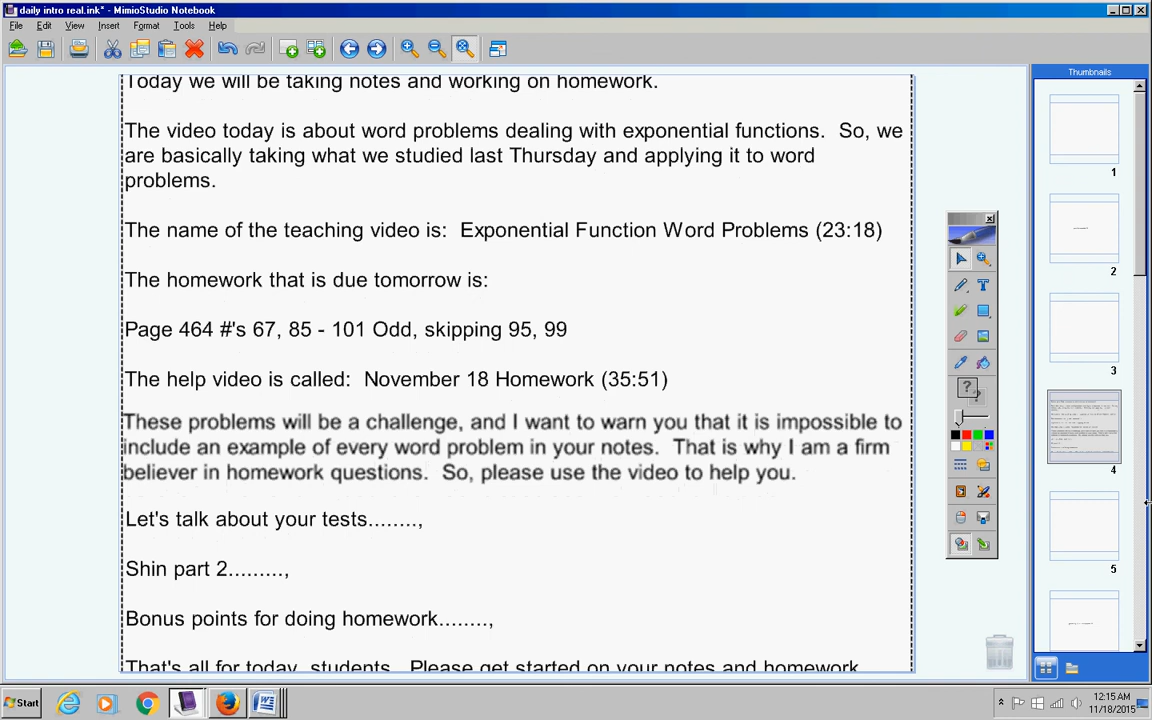 daily intro real.ink* - MimioStudio Notebook
File Edit View Insert Format Tools Help
Today we will be taking notes and working on homework.
The video today is about word problems dealing with exponential functions.  So, we
are basically taking what we studied last Thursday and applying it to word
problems.
The name of the teaching video is:  Exponential Function Word Problems (23:18)
The homework that is due tomorrow is:
Page 464 #'s 67, 85 - 101 Odd, skipping 95, 99
The help video is called:  November 18 Homework (35:51)
These problems will be a challenge, and I want to warn you that it is impossible to
include an example of every word problem in your notes.  That is why I am a firm
believer in homework questions.  So, please use the video to help you.
Let's talk about your tests........,
Shin part 2.........,
Bonus points for doing homework........,
That's all for today, students.  Please get started on your notes and homework
Thumbnails
1
2
3
4
5
Start
12:15 AM
11/18/2015